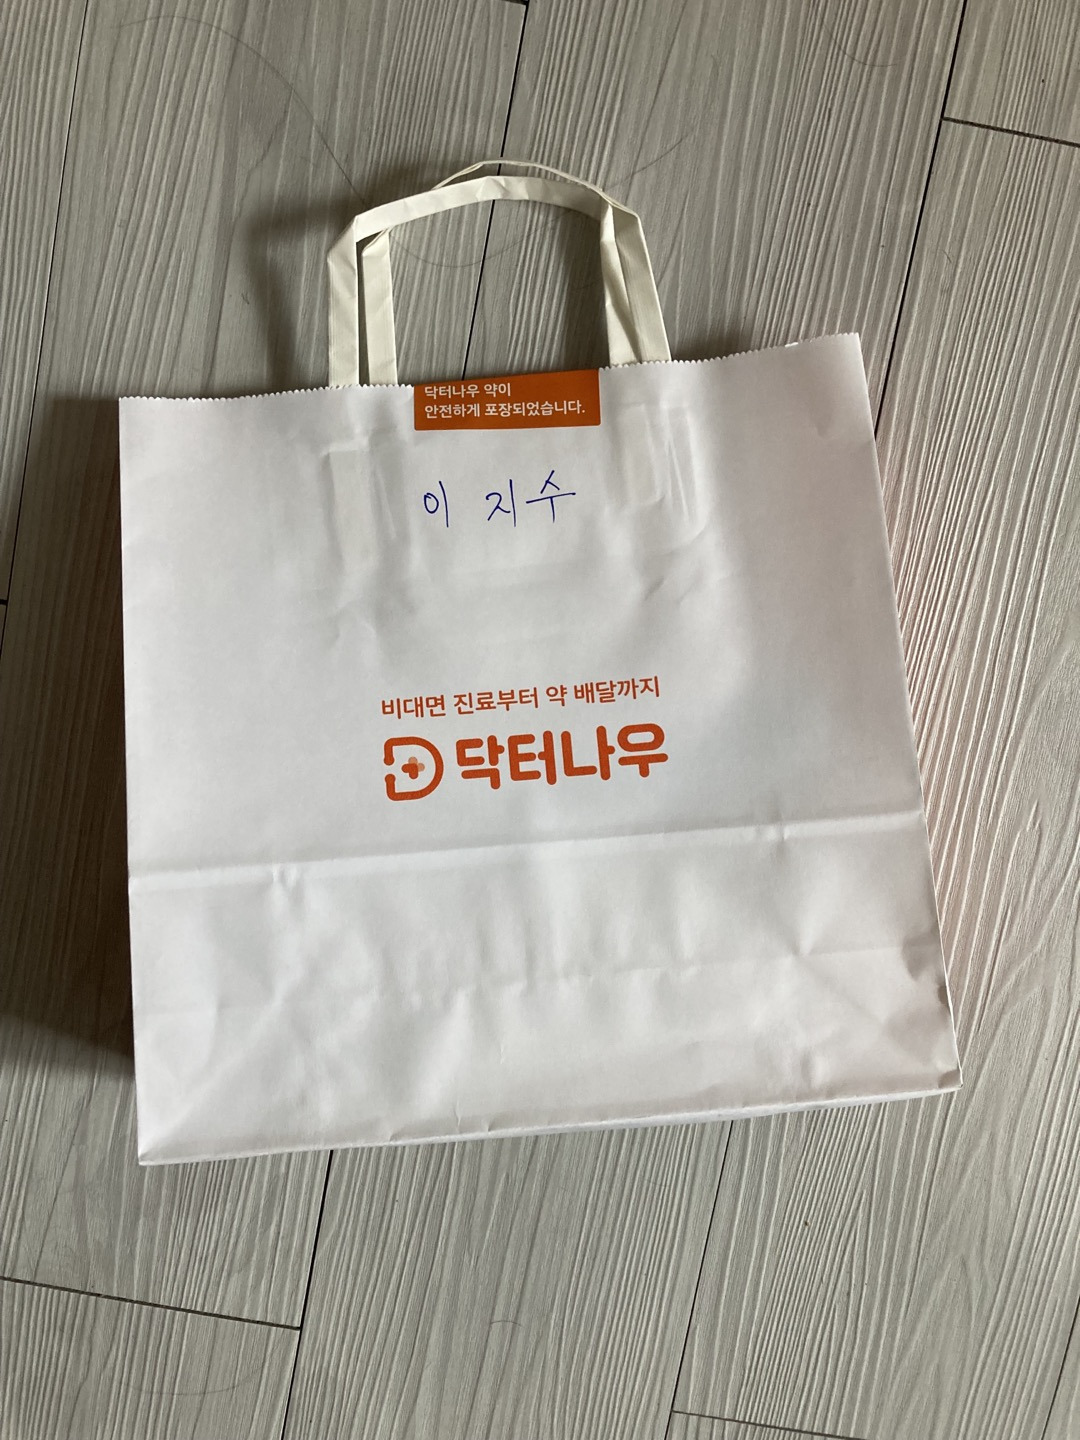 닥터나우 약이
안전하게 포장되었습니다.
이 지수
비대면 진료부터 약 배달까지
닥터나우